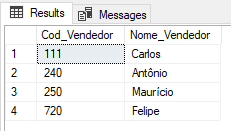 Results Messages
Cod_Vendedor Nome_Vendedor
1 111 Carlos
2 240 Antônio
3 250 Maurício
4 720 Felipe